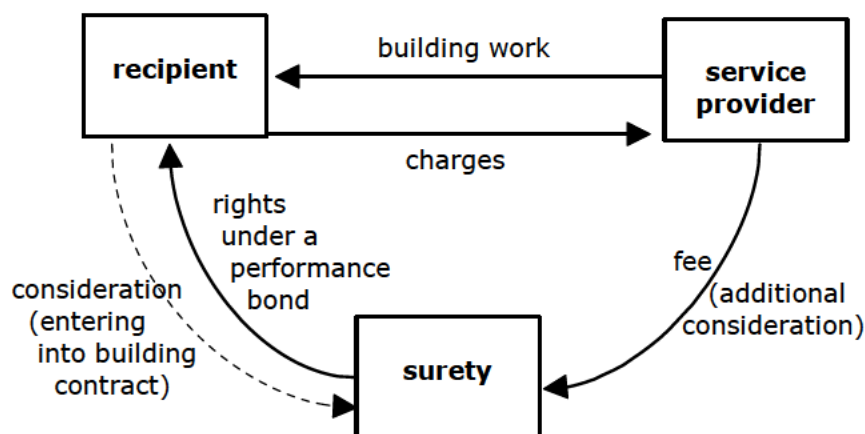 recipient
building work
service
provider
charges
rights
under a
performance
bond
consideration
(entering
into building
contract)
fee
(additional
consideration)
surety